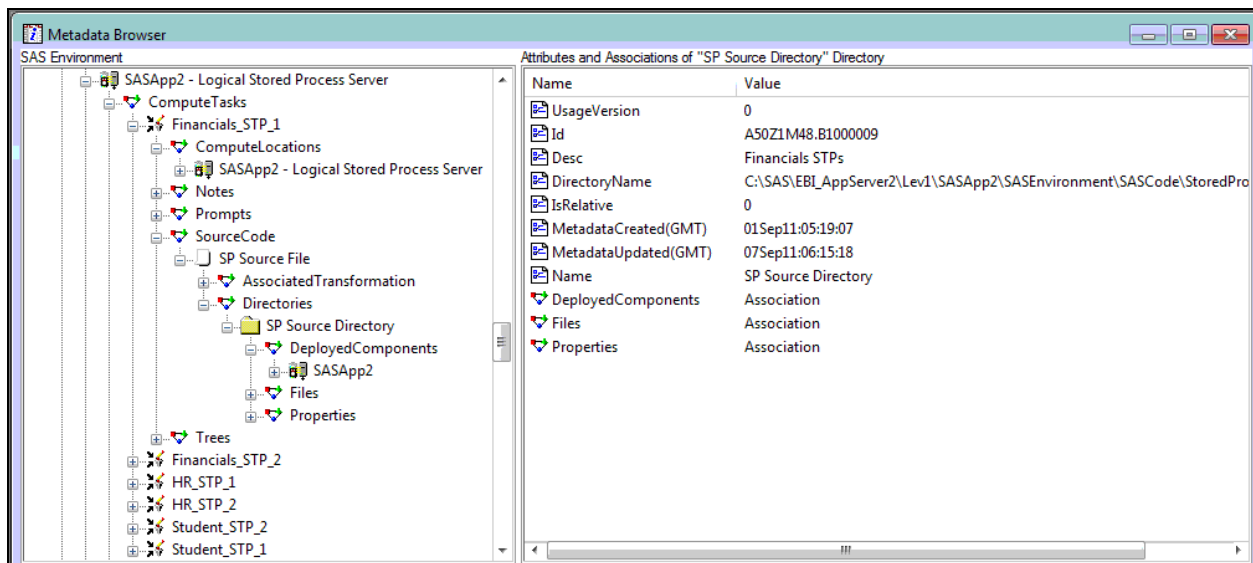 Metadata Browser
SAS Environment
SASApp2 - Logical Stored Process Server
ComputeTasks
Financials_STP_1
ComputeLocations
SASApp2 - Logical Stored Process Server
Notes
Prompts
SourceCode
SP Source File
AssociatedTransformation
Directories
SP Source Directory
DeployedComponents
SASApp2
Files
Properties
Trees
Financials_STP_2
HR_STP_1
HR_STP_2
Student_STP_2
Student_STP_1
Attributes and Associations of "SP Source Directory" Directory
Name Value
UsageVersion 0
Id A50Z1M48.B1000009
Desc Financials STPs
DirectoryName C:\SAS\EBI_AppServer2\Lev1\SASApp2\SASEnvironment\SASCode\StoredPro
IsRelative 0
MetadataCreated(GMT) 01Sep11:05:19:07
MetadataUpdated(GMT) 07Sep11:06:15:18
Name SP Source Directory
DeployedComponents Association
Files Association
Properties Association